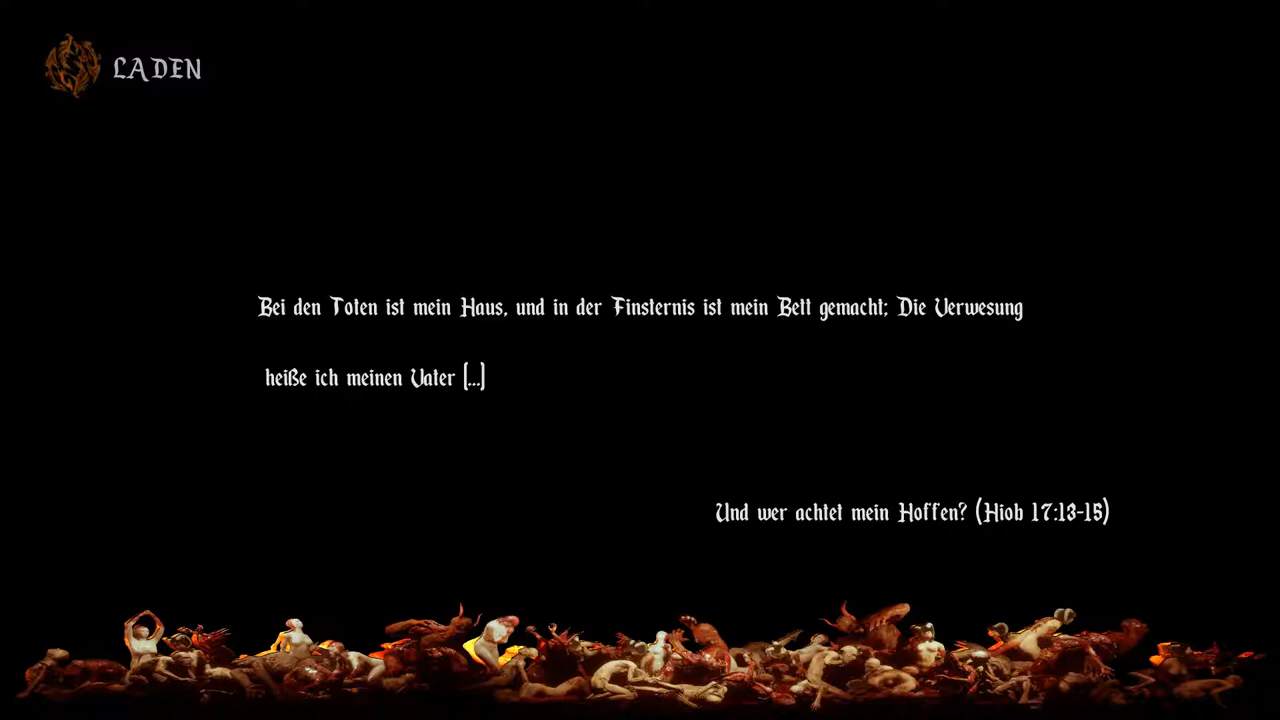 LADEN
Bei den Toten ist mein Haus, und in der Finsternis ist mein Bett gemacht; Die Verwesung
heiße ich meinen Vater [...]
Und wer achtet mein Hoffen? (Hiob 17:13-15)